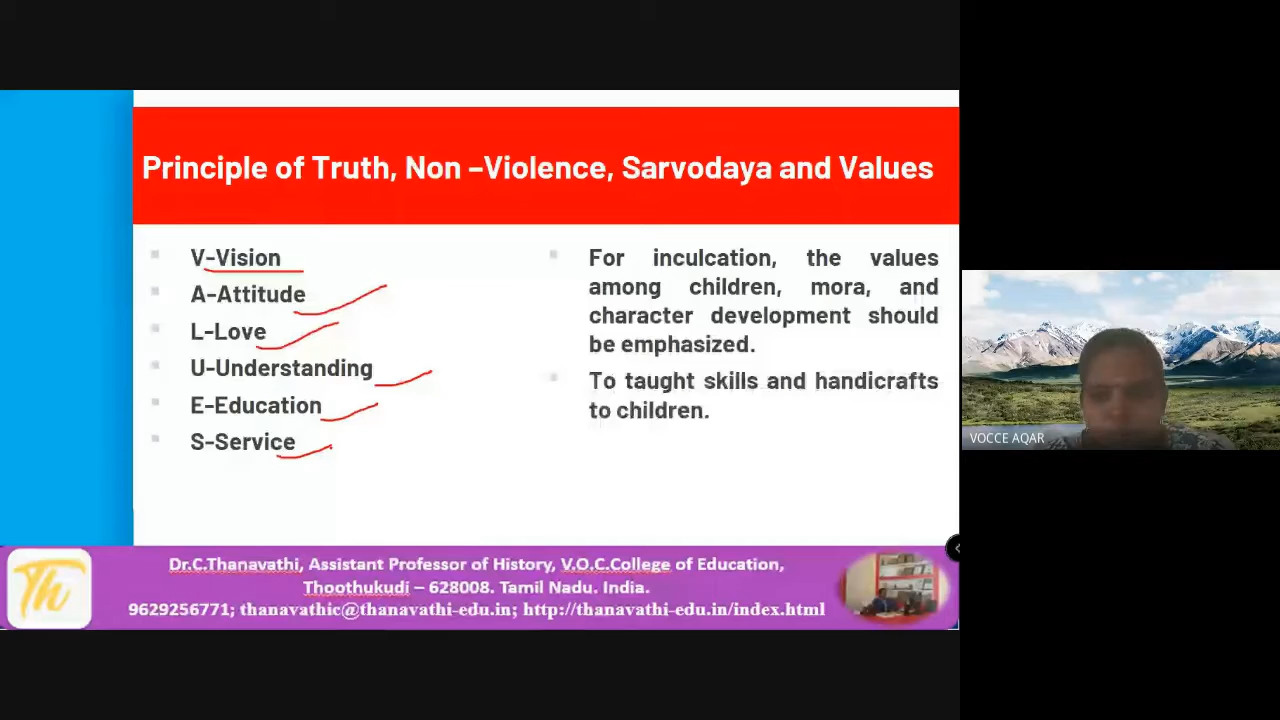 Principle of Truth, Non –Violence, Sarvodaya and Values
V-Vision
A-Attitude
L-Love
U-Understanding
E-Education
S-Service
For inculcation, the values
among children, mora, and
character development should
be emphasized.
To taught skills and handicrafts
to children.
VOCCE AQAR
Th
Dr.C.Thanavathi, Assistant Professor of History, V.O.C.College of Education,
Thoothukudi – 628008. Tamil Nadu. India.
9629256771; thanavathic@thanavathi-edu.in; http://thanavathi-edu.in/index.html